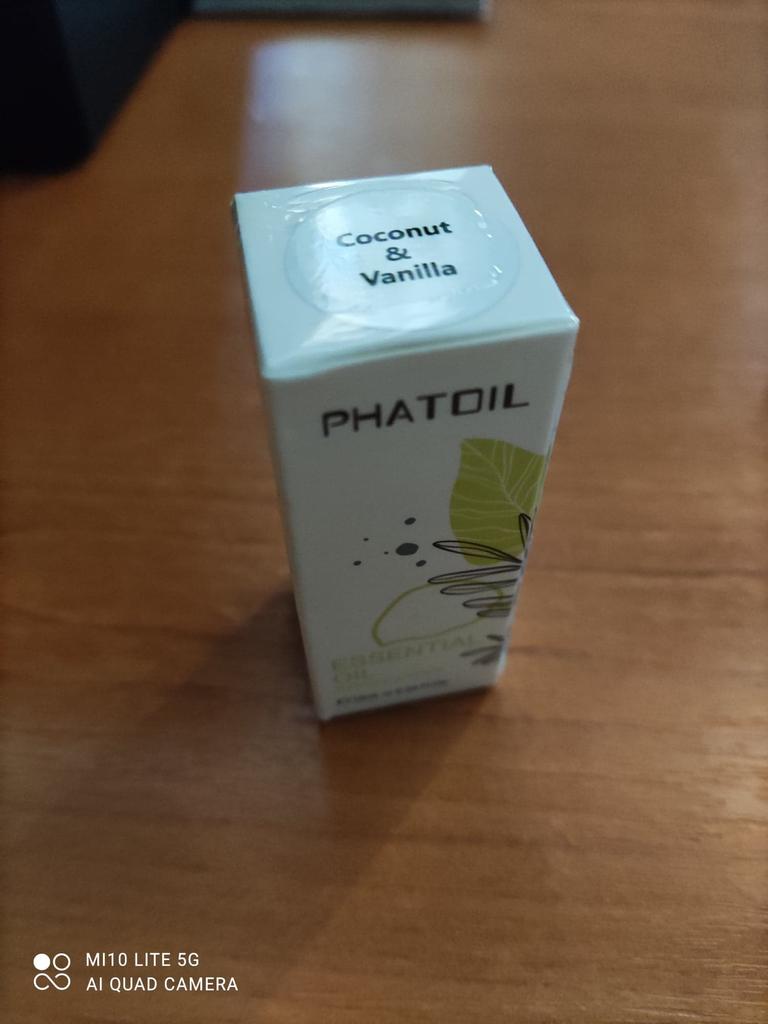 Coconut
&
Vanilla
PHATOIL
ESSENTIAL
OIL
MI10 LITE 5G
AI QUAD CAMERA